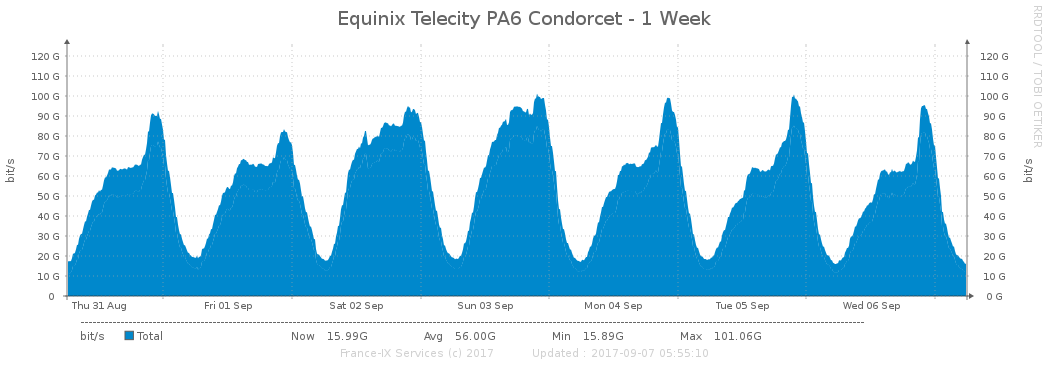 Equinix Telecity PA6 Condorcet - 1 Week
RRDTOOL / TOBI OETIKER
120 G 120 G
110 G 110 G
100 G 100 G
90 G 90 G
80 G 80 G
70 G 70 G
60 G 60 G
50 G 50 G
40 G 40 G
30 G 30 G
20 G 20 G
10 G 10 G
0 0 G
bit/s
bit/s
Thu 31 Aug Fri 01 Sep Sat 02 Sep Sun 03 Sep Mon 04 Sep Tue 05 Sep Wed 06 Sep
bit/s Total Now 15.99G Avg 56.00G Min 15.89G Max 101.06G
France-IX Services (c) 2017 Updated : 2017-09-07 05:55:10